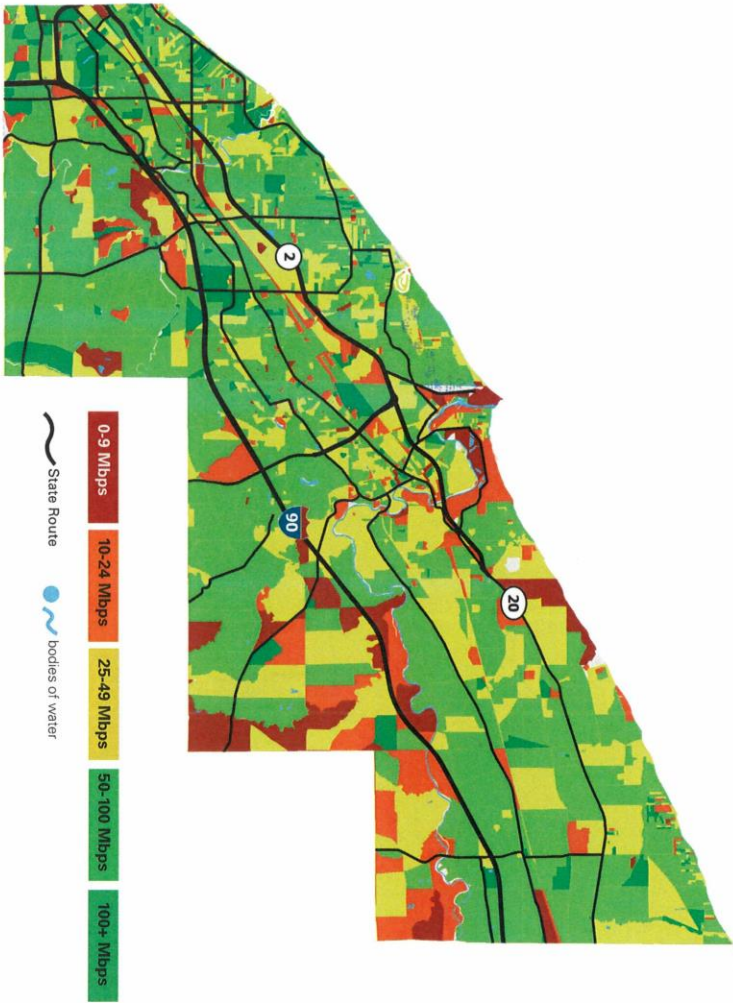 2
90
20
0-9 Mbps
10-24 Mbps
25-49 Mbps
50-100 Mbps
100+ Mbps
State Route
bodies of water